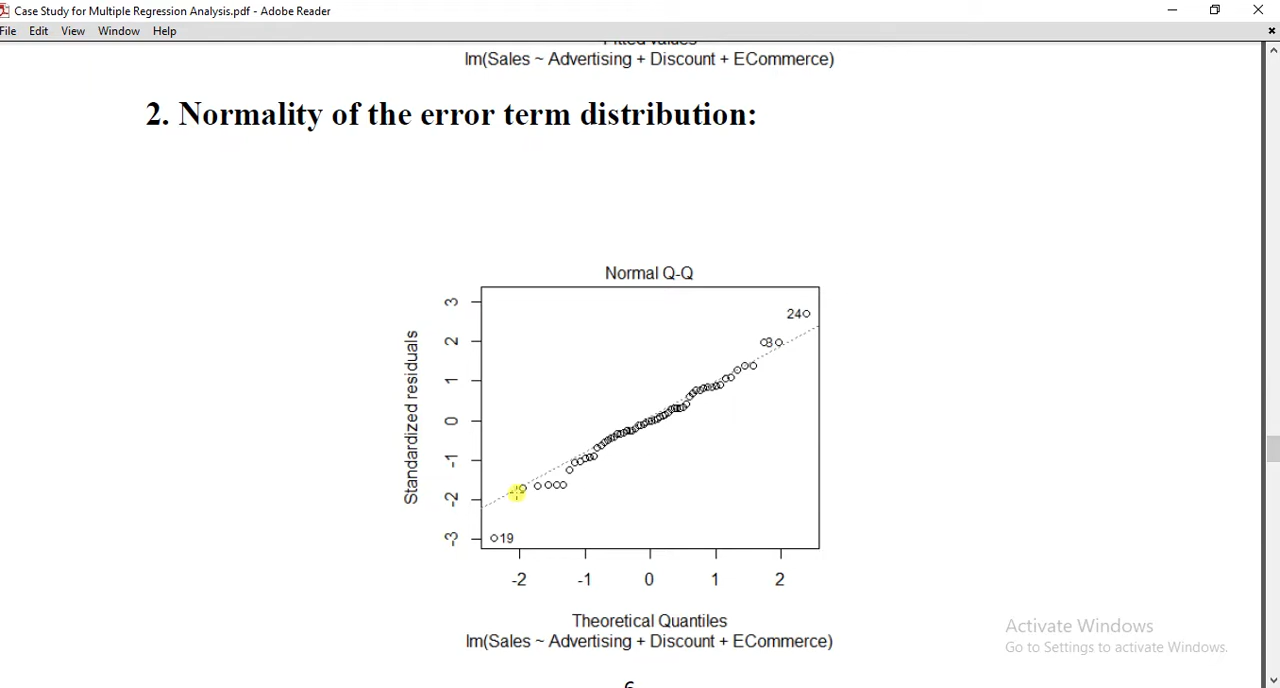 Case Study for Multiple Regression Analysis.pdf - Adobe Reader
File Edit View Window Help
Fitted values
lm(Sales ~ Advertising + Discount + ECommerce)
2. Normality of the error term distribution:
Normal Q-Q
Standardized residuals
3
2
1
0
-1
-2
-3
24
8
19
-2 -1 0 1 2
Theoretical Quantiles
lm(Sales ~ Advertising + Discount + ECommerce)
Activate Windows
Go to Settings to activate Windows.
6